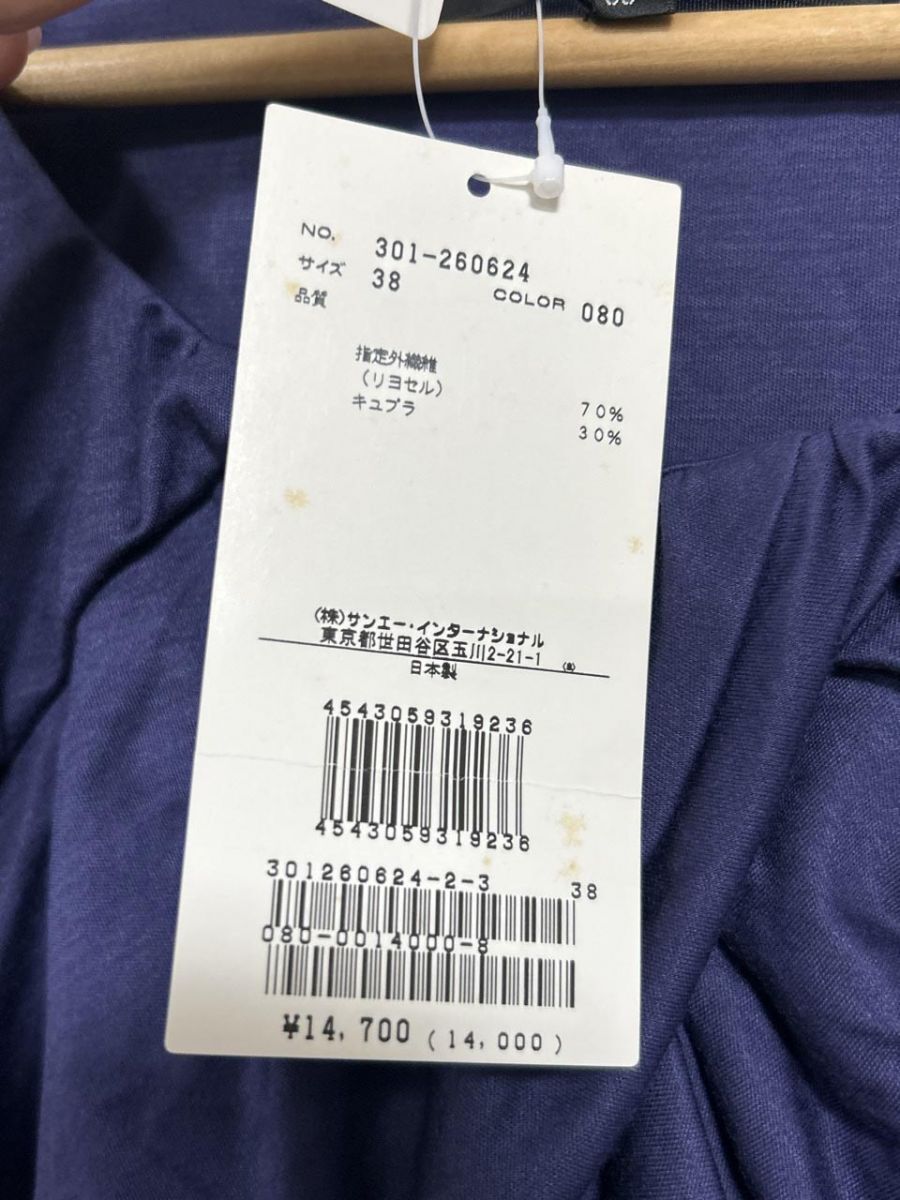 NO. 301-260624
サイズ 38 COLOR 080
品質
指定外繊維
(リヨセル) 70%
キュプラ 30%
(株)サンエー・インターナショナル
東京都世田谷区玉川2-21-1
日本製
4543059319236
4543059319236
301260624-2-3 38
080-0014000-8
¥14,700 (14,000)